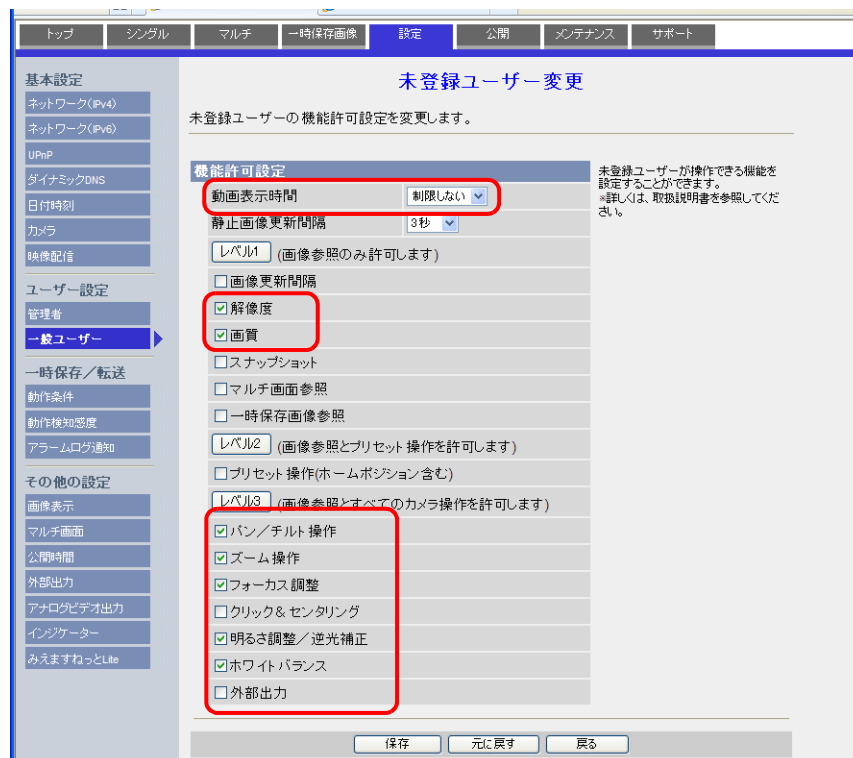 トップ
シングル
マルチ
一時保存画像
設定
公開
メンテナンス
サポート
基本設定
ネットワーク(IPv4)
ネットワーク(IPv6)
UPnP
ダイナミックDNS
日付時刻
カメラ
映像配信
ユーザー設定
管理者
一般ユーザー
一時保存／転送
動作条件
動作検知感度
アラームログ通知
その他の設定
画像表示
マルチ画面
公開時間
外部出力
アナログビデオ出力
インジケーター
みえますねっとLite
未登録ユーザー変更
未登録ユーザーの機能許可設定を変更します。
機能許可設定
動画表示時間 制限しない
静止画像更新間隔 3秒
レベル1 (画像参照のみ許可します)
画像更新間隔
解像度
画質
スナップショット
マルチ画面参照
一時保存画像参照
レベル2 (画像参照とプリセット操作を許可します)
プリセット操作(ホームポジション含む)
レベル3 (画像参照とすべてのカメラ操作を許可します)
パン／チルト操作
ズーム操作
フォーカス調整
クリック&センタリング
明るさ調整／逆光補正
ホワイトバランス
外部出力
未登録ユーザーが操作できる機能を
設定することができます。
※詳しくは、取扱説明書を参照してくだ
さい。
保存
元に戻す
戻る